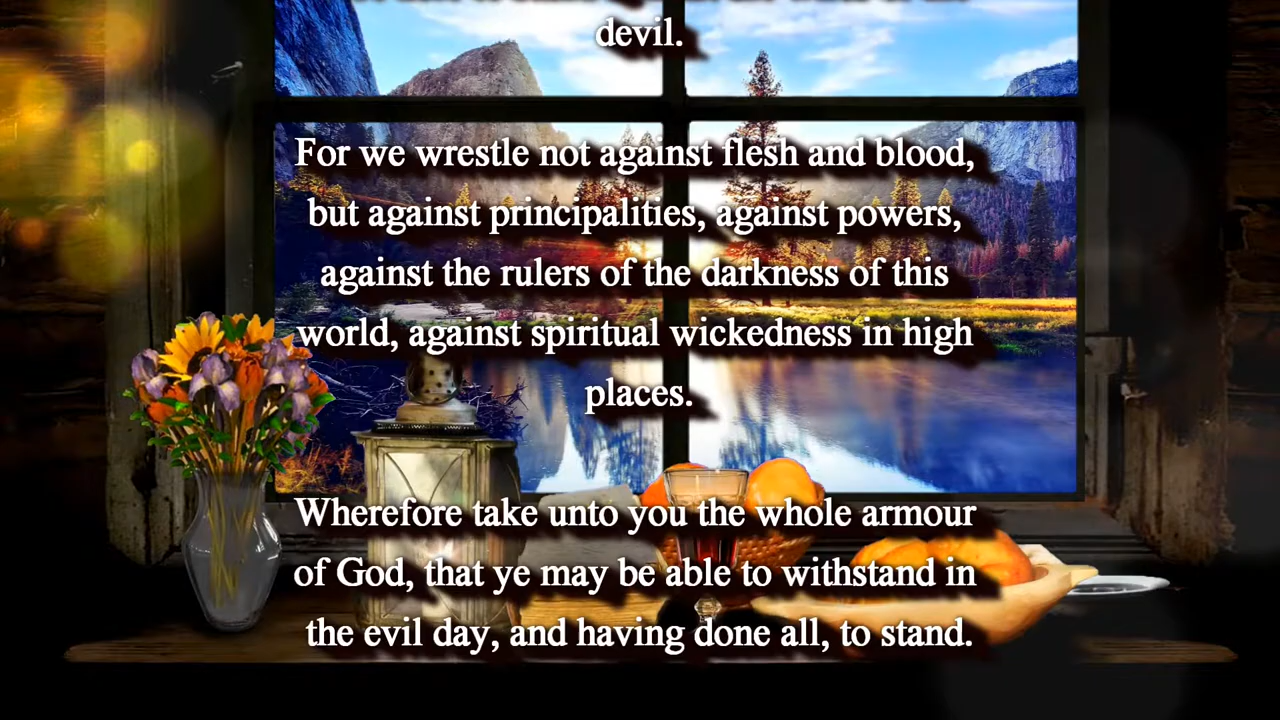 devil.
For we wrestle not against flesh and blood,
but against principalities, against powers,
against the rulers of the darkness of this
world, against spiritual wickedness in high
places.
Wherefore take unto you the whole armour
of God, that ye may be able to withstand in
the evil day, and having done all, to stand.